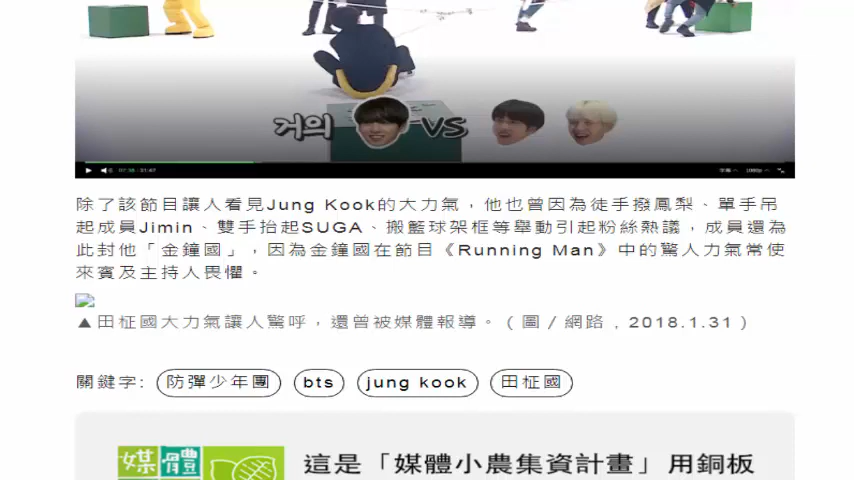 거의 VS
除了該節目讓人看見Jung Kook的大力氣，他也曾因為徒手撥鳳梨、單手吊
起成員Jimin、雙手抬起SUGA、搬籃球架框等舉動引起粉絲熱議，成員還為
此封他「金鐘國」，因為金鐘國在節目《Running Man》中的驚人力氣常使
來賓及主持人畏懼。
▲田柾國大力氣讓人驚呼，還曾被媒體報導。（圖／網路，2018.1.31）
關鍵字: 防彈少年團 bts jung kook 田柾國
媒體 這是「媒體小農集資計畫」用銅板